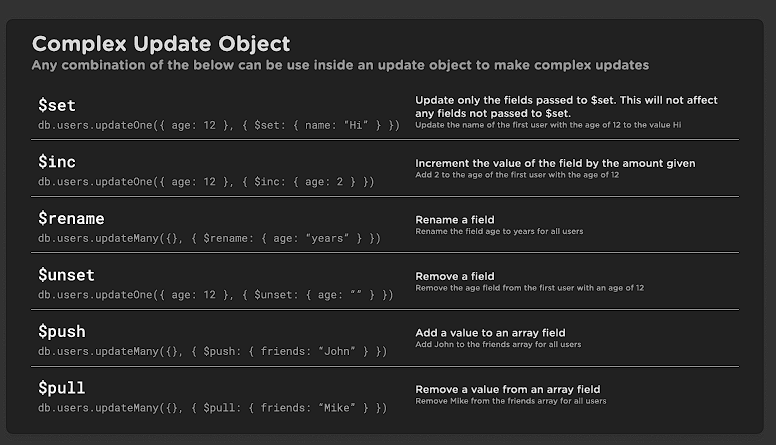 Complex Update Object
Any combination of the below can be use inside an update object to make complex updates
$set
db.users.updateOne({ age: 12 }, { $set: { name: “Hi” } })
Update only the fields passed to $set. This will not affect
any fields not passed to $set.
Update the name of the first user with the age of 12 to the value Hi
$inc
db.users.updateOne({ age: 12 }, { $inc: { age: 2 } })
Increment the value of the field by the amount given
Add 2 to the age of the first user with the age of 12
$rename
db.users.updateMany({}, { $rename: { age: “years” } })
Rename a field
Rename the field age to years for all users
$unset
db.users.updateOne({ age: 12 }, { $unset: { age: “” } })
Remove a field
Remove the age field from the first user with an age of 12
$push
db.users.updateMany({}, { $push: { friends: “John” } })
Add a value to an array field
Add John to the friends array for all users
$pull
db.users.updateMany({}, { $pull: { friends: “Mike” } })
Remove a value from an array field
Remove Mike from the friends array for all users